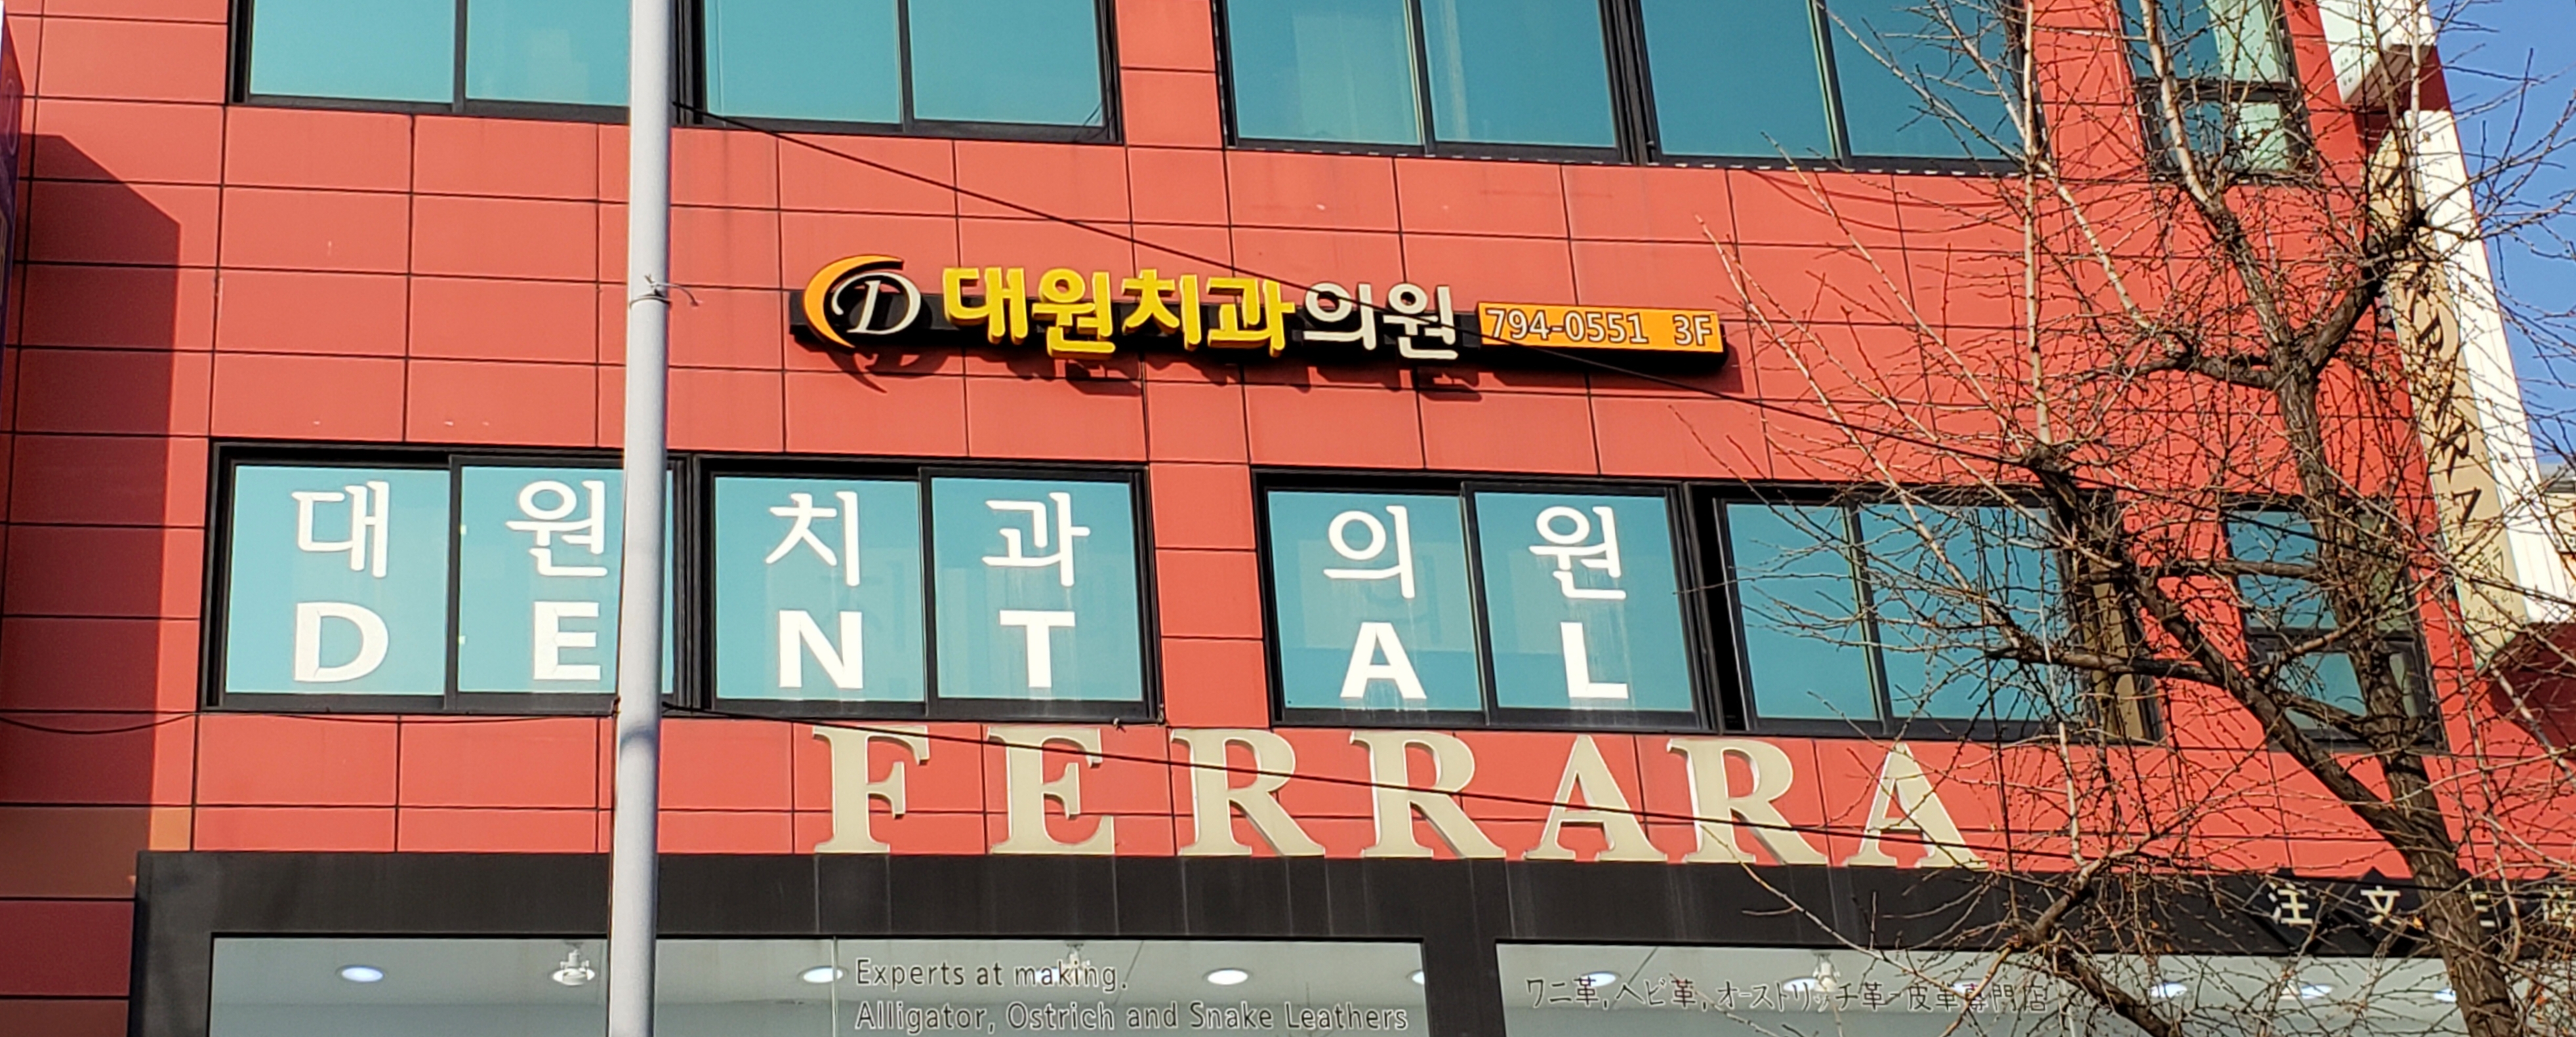 D 대원치과의원 794-0551 3F
대원치과의원
DENTAL
FERRARA
注文生
Experts at making.
Alligator, Ostrich and Snake Leathers
ワニ革,ヘビ革,オーストリッチ革-皮革専門店